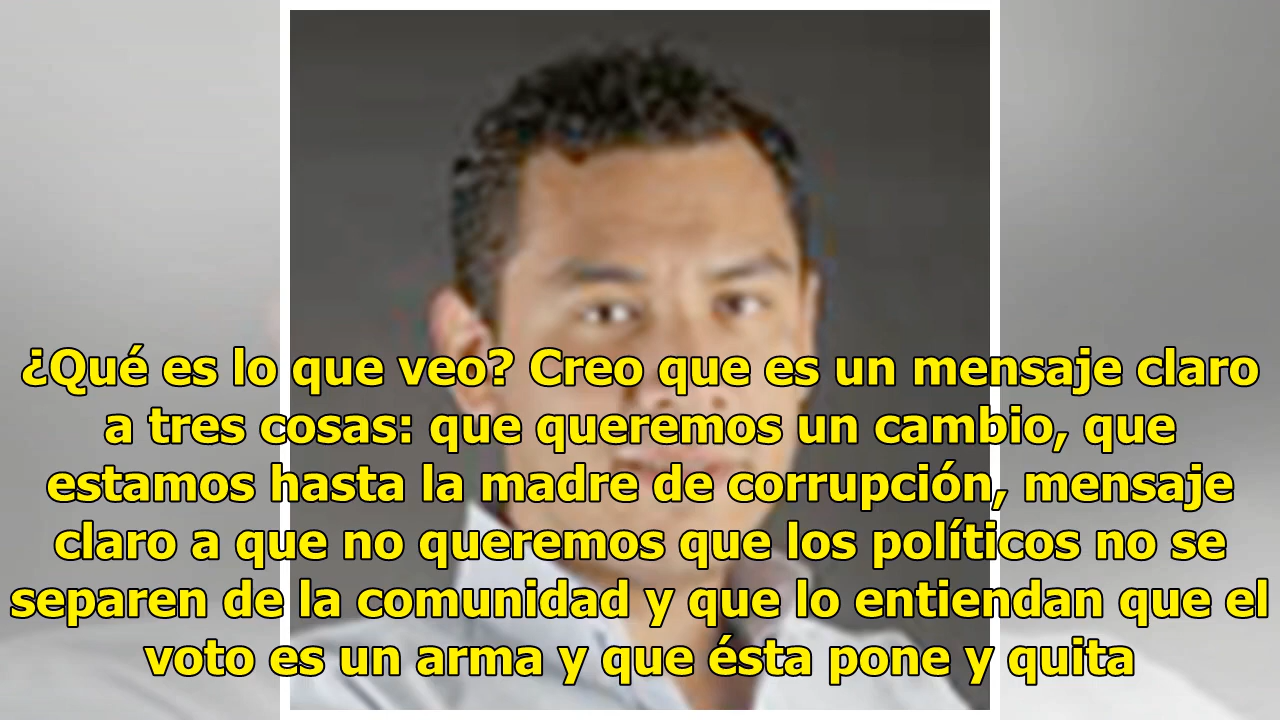 ¿Qué es lo que veo? Creo que es un mensaje claro
a tres cosas: que queremos un cambio, que
estamos hasta la madre de corrupción, mensaje
claro a que no queremos que los políticos no se
separen de la comunidad y que lo entiendan que el
voto es un arma y que ésta pone y quita